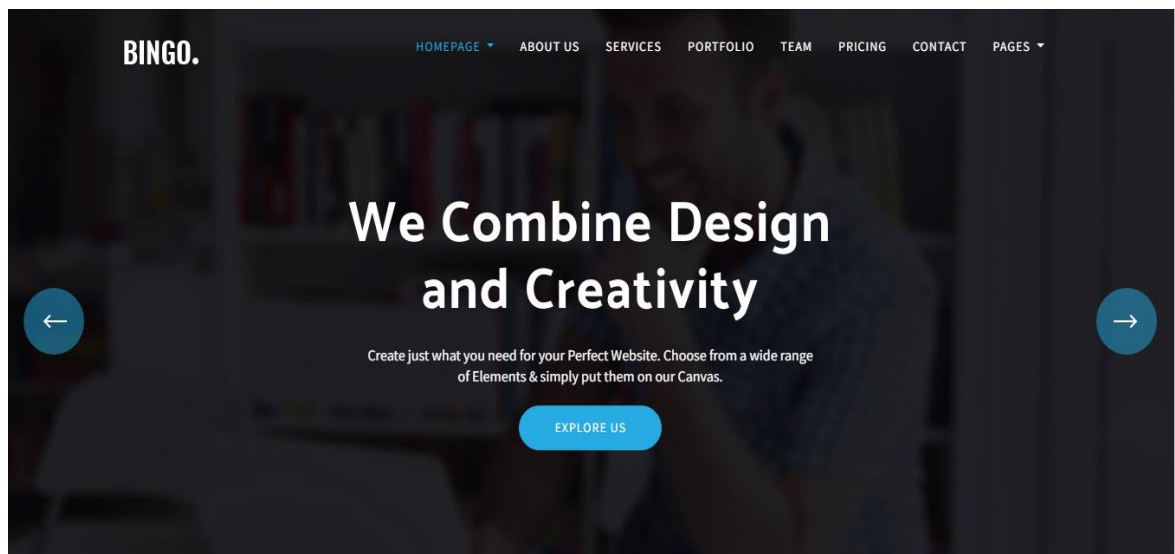 BINGO.
HOMEPAGE ABOUT US SERVICES PORTFOLIO TEAM PRICING CONTACT PAGES
We Combine Design
and Creativity
Create just what you need for your Perfect Website. Choose from a wide range
of Elements & simply put them on our Canvas.
EXPLORE US